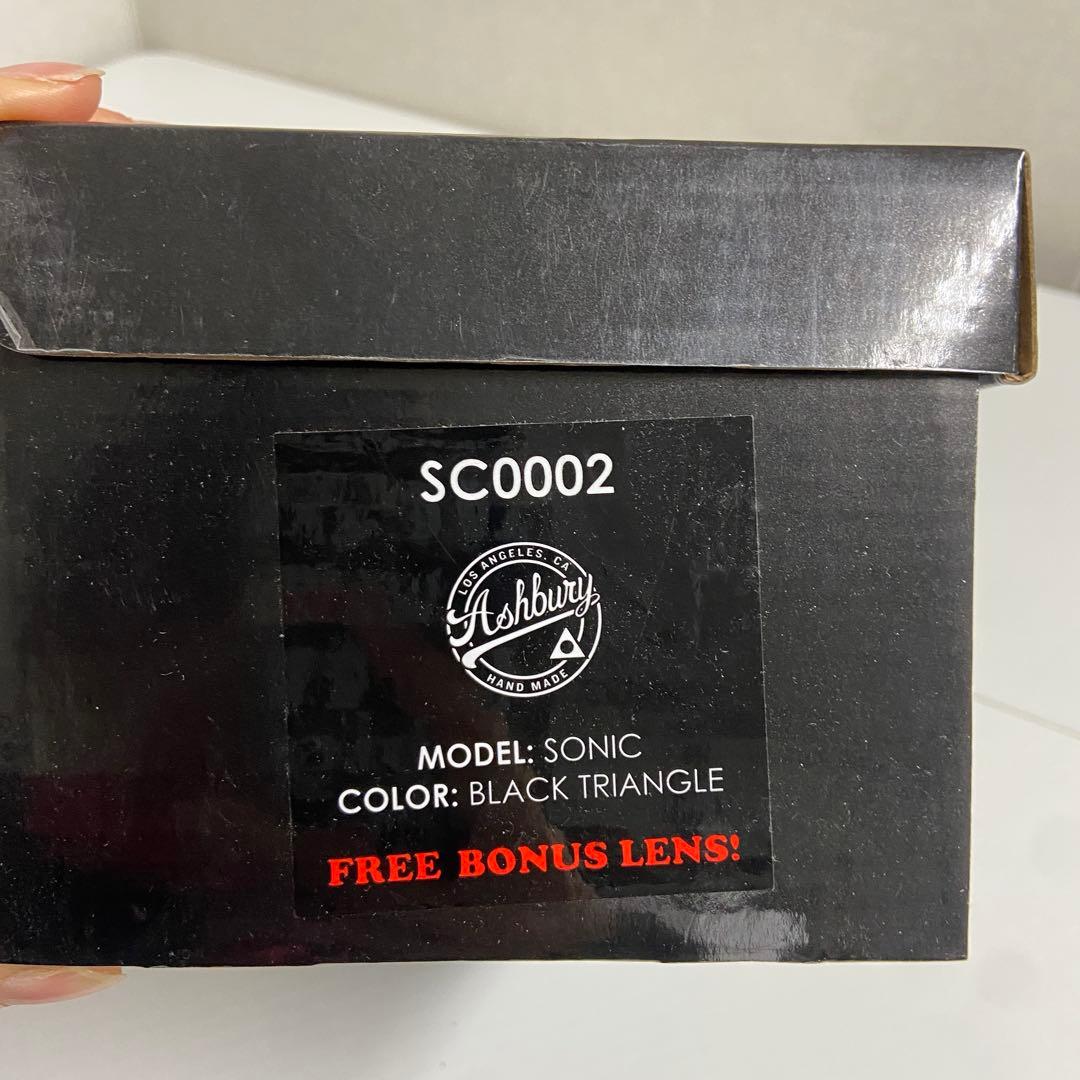 SC0002
LOS ANGELES, CA
Ashbury
HAND MADE
MODEL: SONIC
COLOR: BLACK TRIANGLE
FREE BONUS LENS!